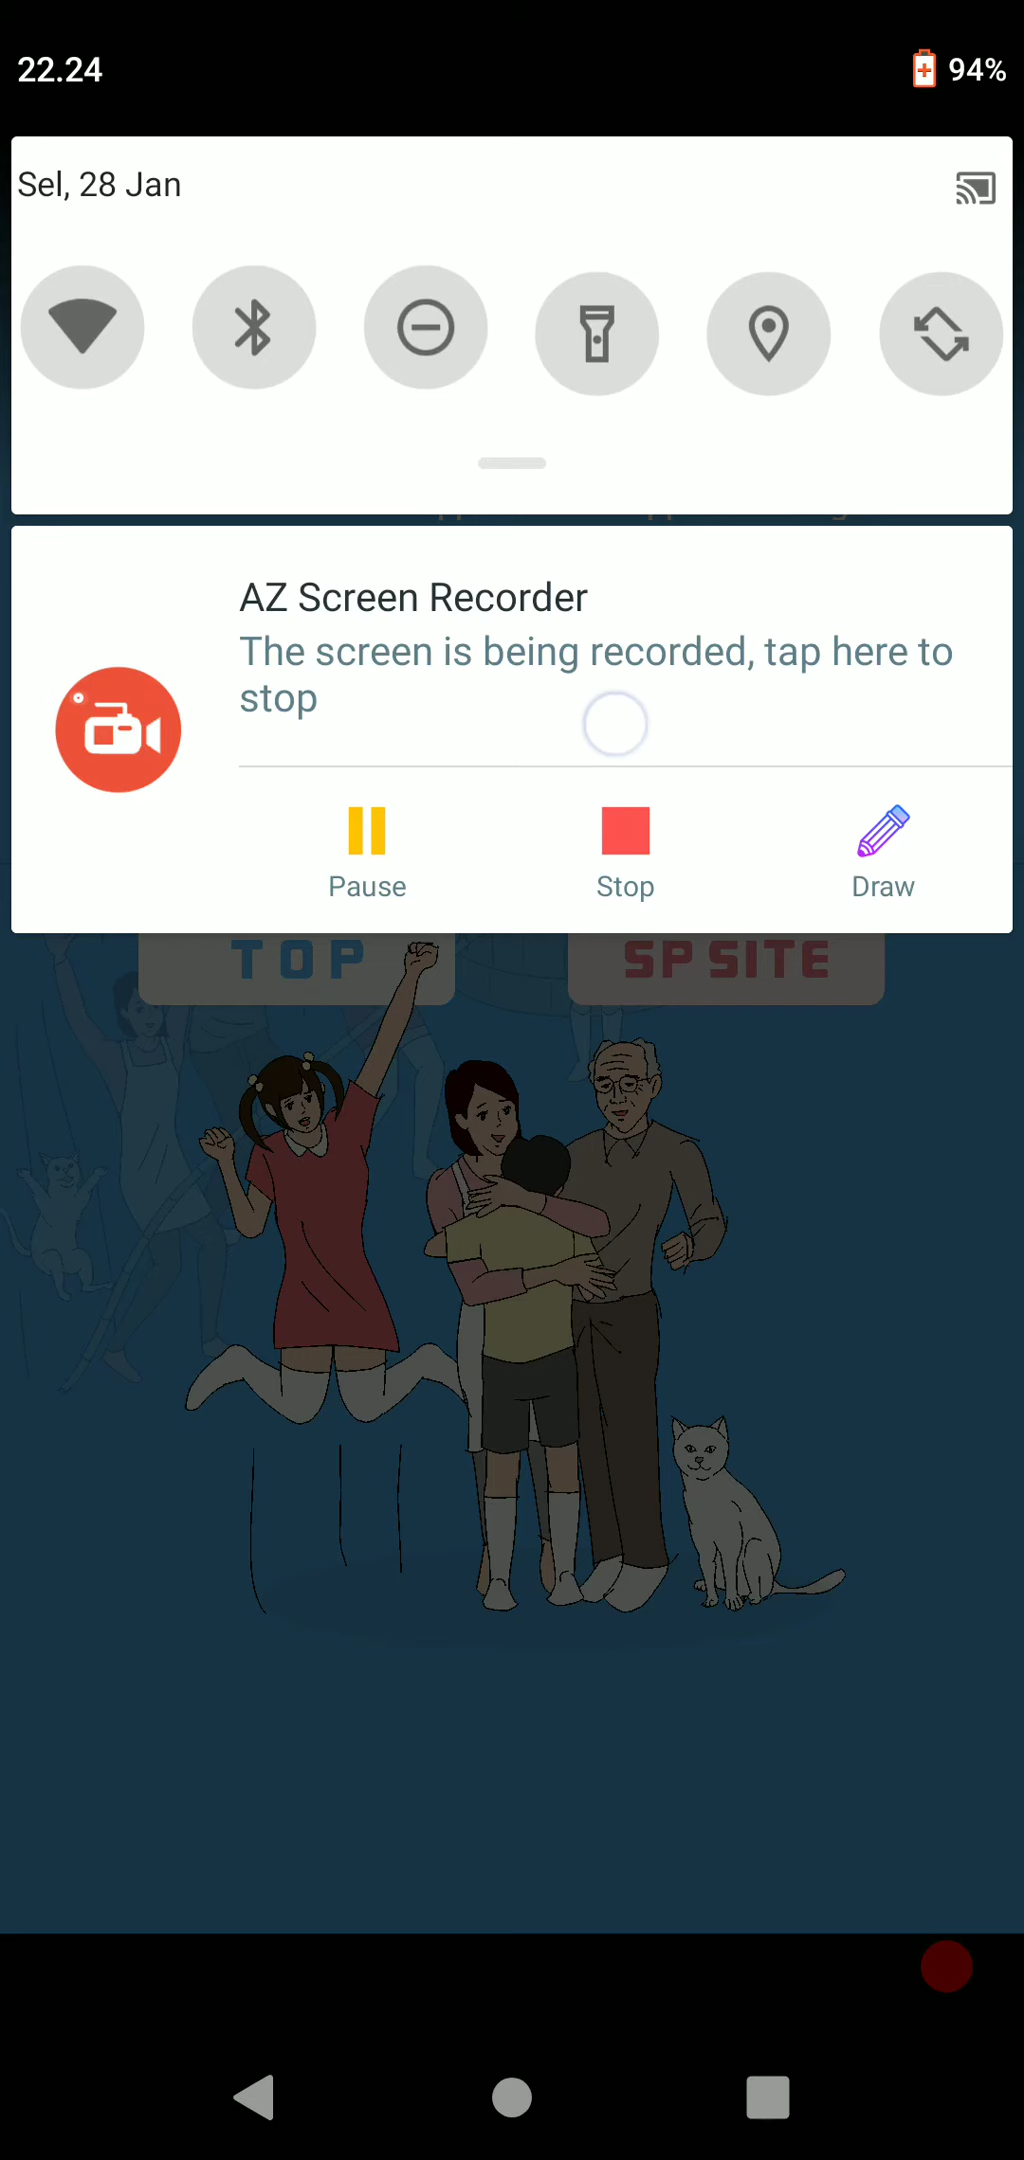 22.24
94%
Sel, 28 Jan
AZ Screen Recorder
The screen is being recorded, tap here to
stop
Pause
Stop
Draw
TOP
SP SITE